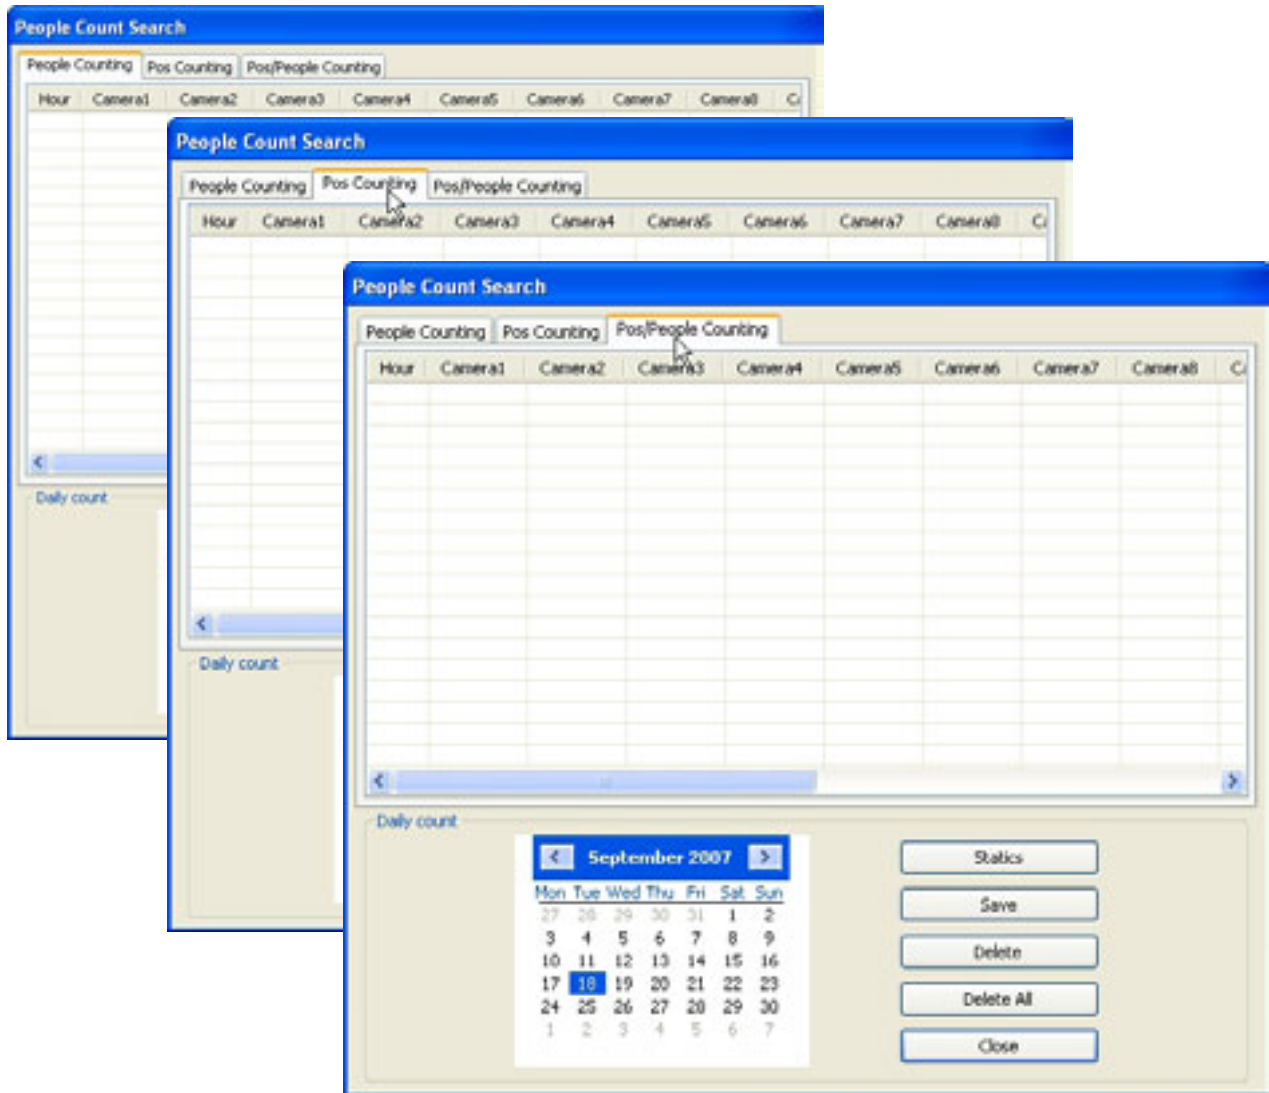 People Count Search
People Counting Pos Counting Pos/People Counting
Hour Camera1 Camera2 Camera3 Camera4 Camera5 Camera6 Camera7 Camera8
Daily count
People Count Search
People Counting Pos Counting Pos/People Counting
Hour Camera1 Camera2 Camera3 Camera4 Camera5 Camera6 Camera7 Camera8
Daily count
People Count Search
People Counting Pos Counting Pos/People Counting
Hour Camera1 Camera2 Camera3 Camera4 Camera5 Camera6 Camera7 Camera8
Daily count
September 2007
Mon Tue Wed Thu Fri Sat Sun
27 28 29 30 31 1 2
3 4 5 6 7 8 9
10 11 12 13 14 15 16
17 18 19 20 21 22 23
24 25 26 27 28 29 30
1 2 3 4 5 6 7
Statics
Save
Delete
Delete All
Close